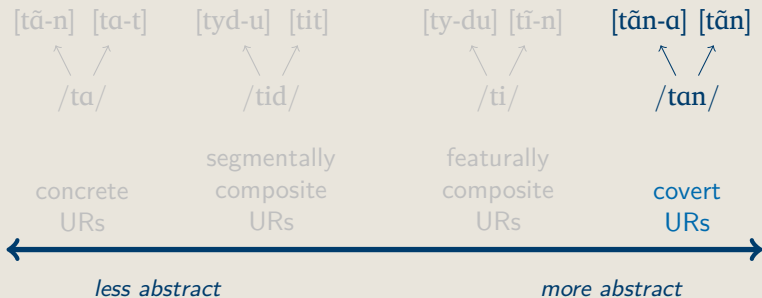 [tã-n] [ta-t] [tyd-u] [tit] [ty-du] [tĩ-n] [tãn-a] [tãn]
/ta/ /tid/ /ti/ /tan/
segmentally featurally
concrete composite composite covert
URs URs URs URs
less abstract more abstract